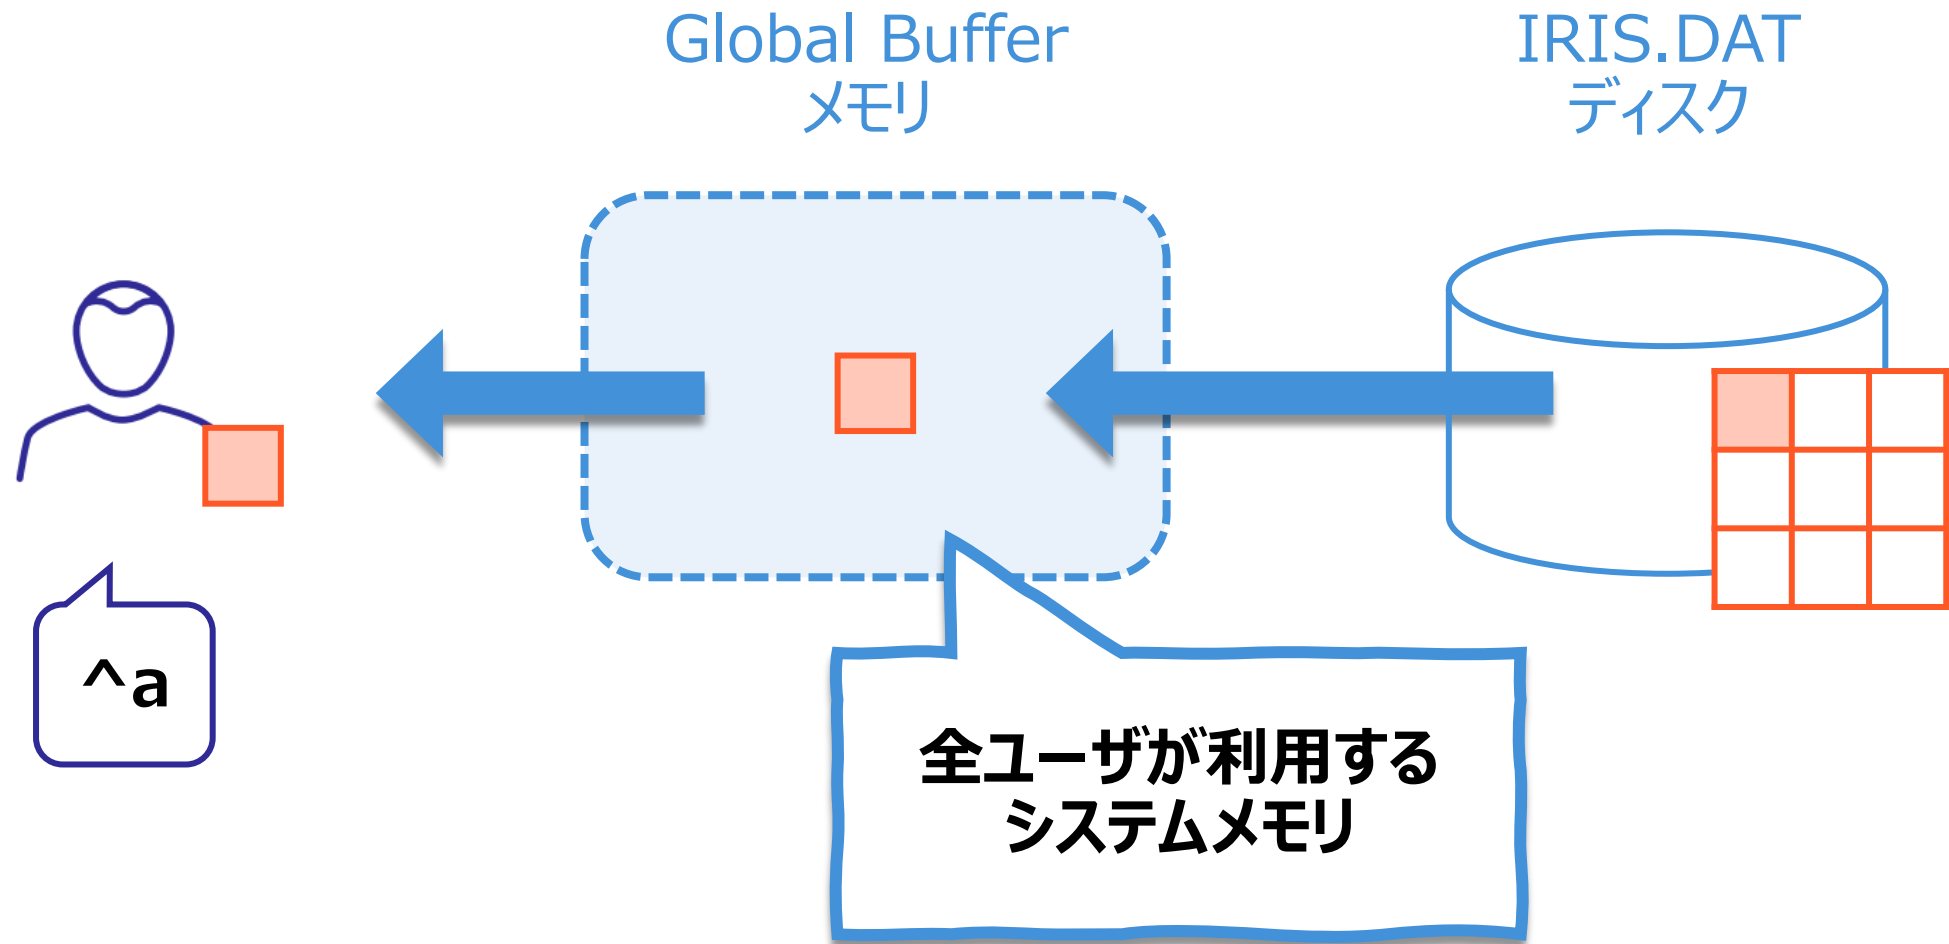 Global Buffer
メモリ
IRIS.DAT
ディスク
^a
全ユーザが利用する
システムメモリ